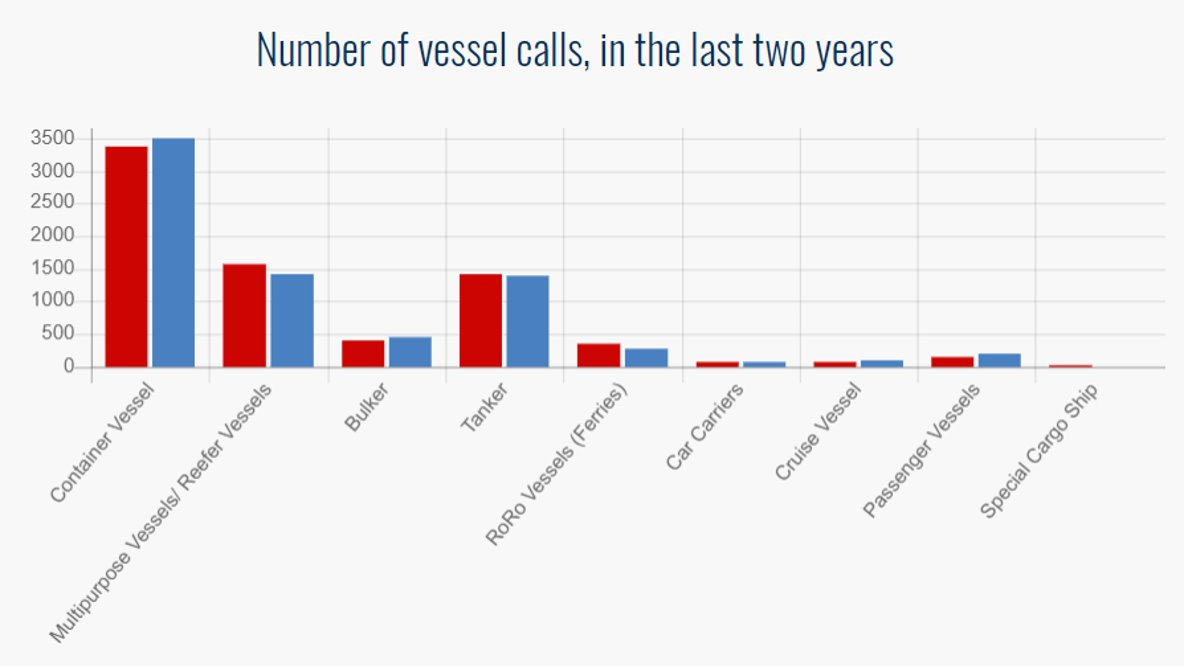 Number of vessel calls, in the last two years
3500
3000
2500
2000
1500
1000
500
0
Container Vessel
Multipurpose Vessels/ Reefer Vessels
Bulker
Tanker
RoRo Vessels (Ferries)
Car Carriers
Cruise Vessel
Passenger Vessels
Special Cargo Ship